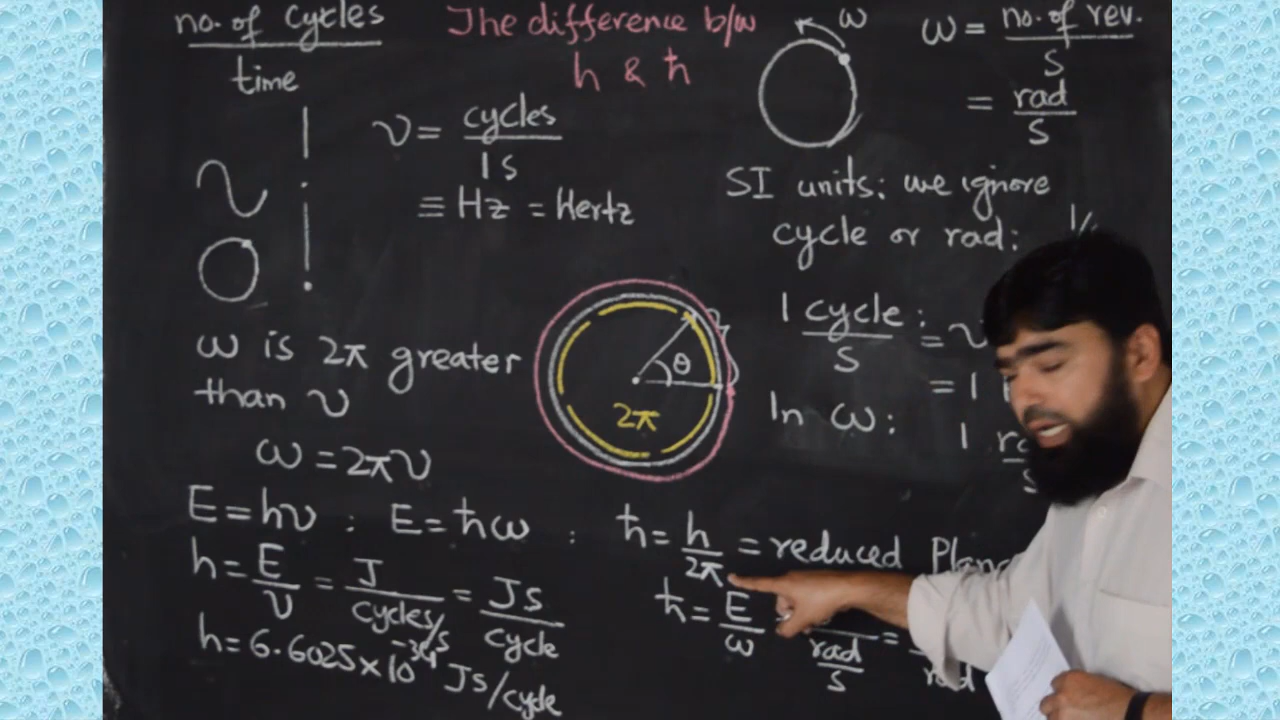 no. of cycles
time
The difference b/w
h & ħ
ω
ω = no. of rev.
s
= rad
s
ν = cycles
1s
≡ Hz = Hertz
SI units: we ignore
cycle or rad: 1/
1 cycle : = ν
s
= 1
In ω:
1
ω is 2π greater
than ν
ω = 2πν
θ
2π
E = hν : E = ħω : ħ = h = reduced
2π
h = E = J = Js
ν cycles/s cycle
ħ = E
ω rad =
s rad
h = 6.6025×10⁻³⁴ Js/cycle